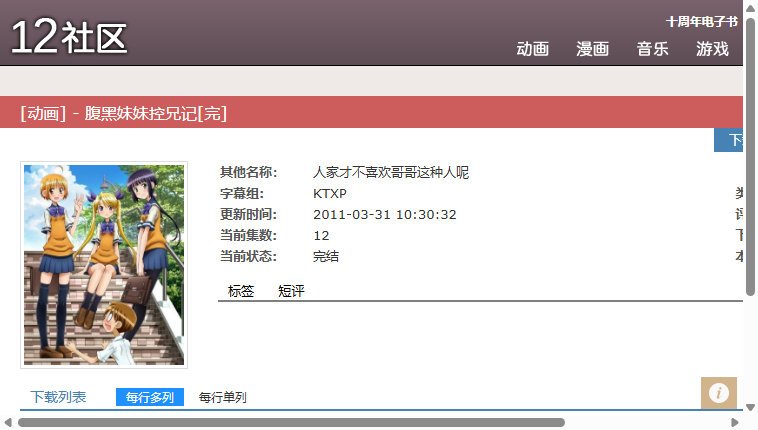 12社区
十周年电子书
动画 漫画 音乐 游戏
[动画] - 腹黑妹妹控兄记[完]
下
其他名称: 人家才不喜欢哥哥这种人呢
字幕组: KTXP
更新时间: 2011-03-31 10:30:32
当前集数: 12
当前状态: 完结
标签 短评
下载列表 每行多列 每行单列